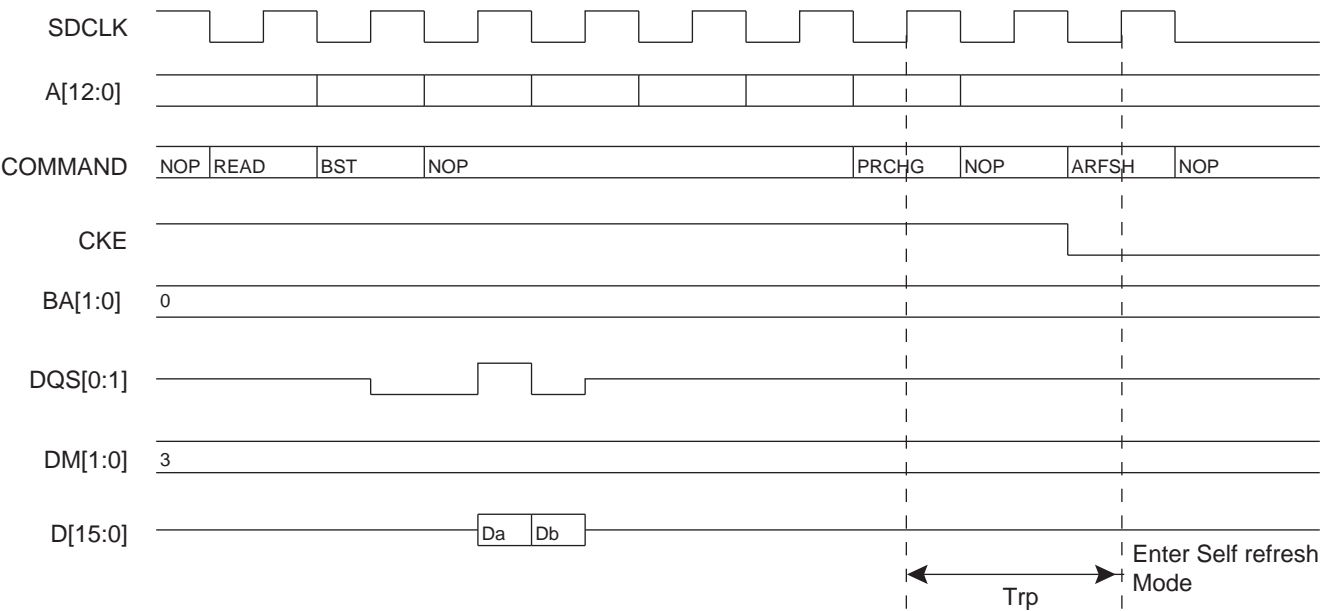 SDCLK
A[12:0]
COMMAND NOP READ BST NOP PRCHG NOP ARFSH NOP
CKE
BA[1:0] 0
DQS[0:1]
DM[1:0] 3
D[15:0] Da Db
Enter Self refresh
Mode
Trp